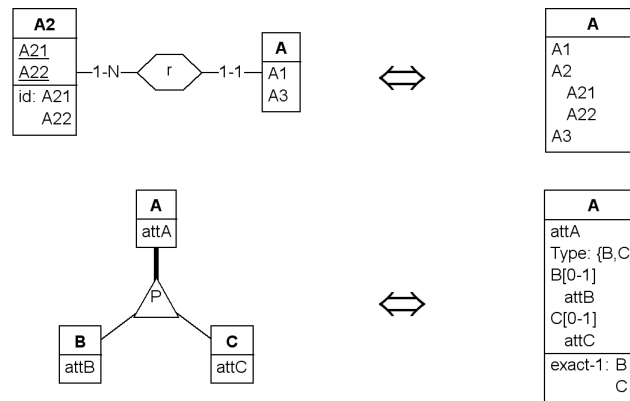 A2
A21
A22
id: A21
A22
1-N
r
1-1
A
A1
A3
A
A1
A2
A21
A22
A3
A
attA
P
B
attB
C
attC
A
attA
Type: {B,C
B[0-1]
attB
C[0-1]
attC
exact-1: B
C